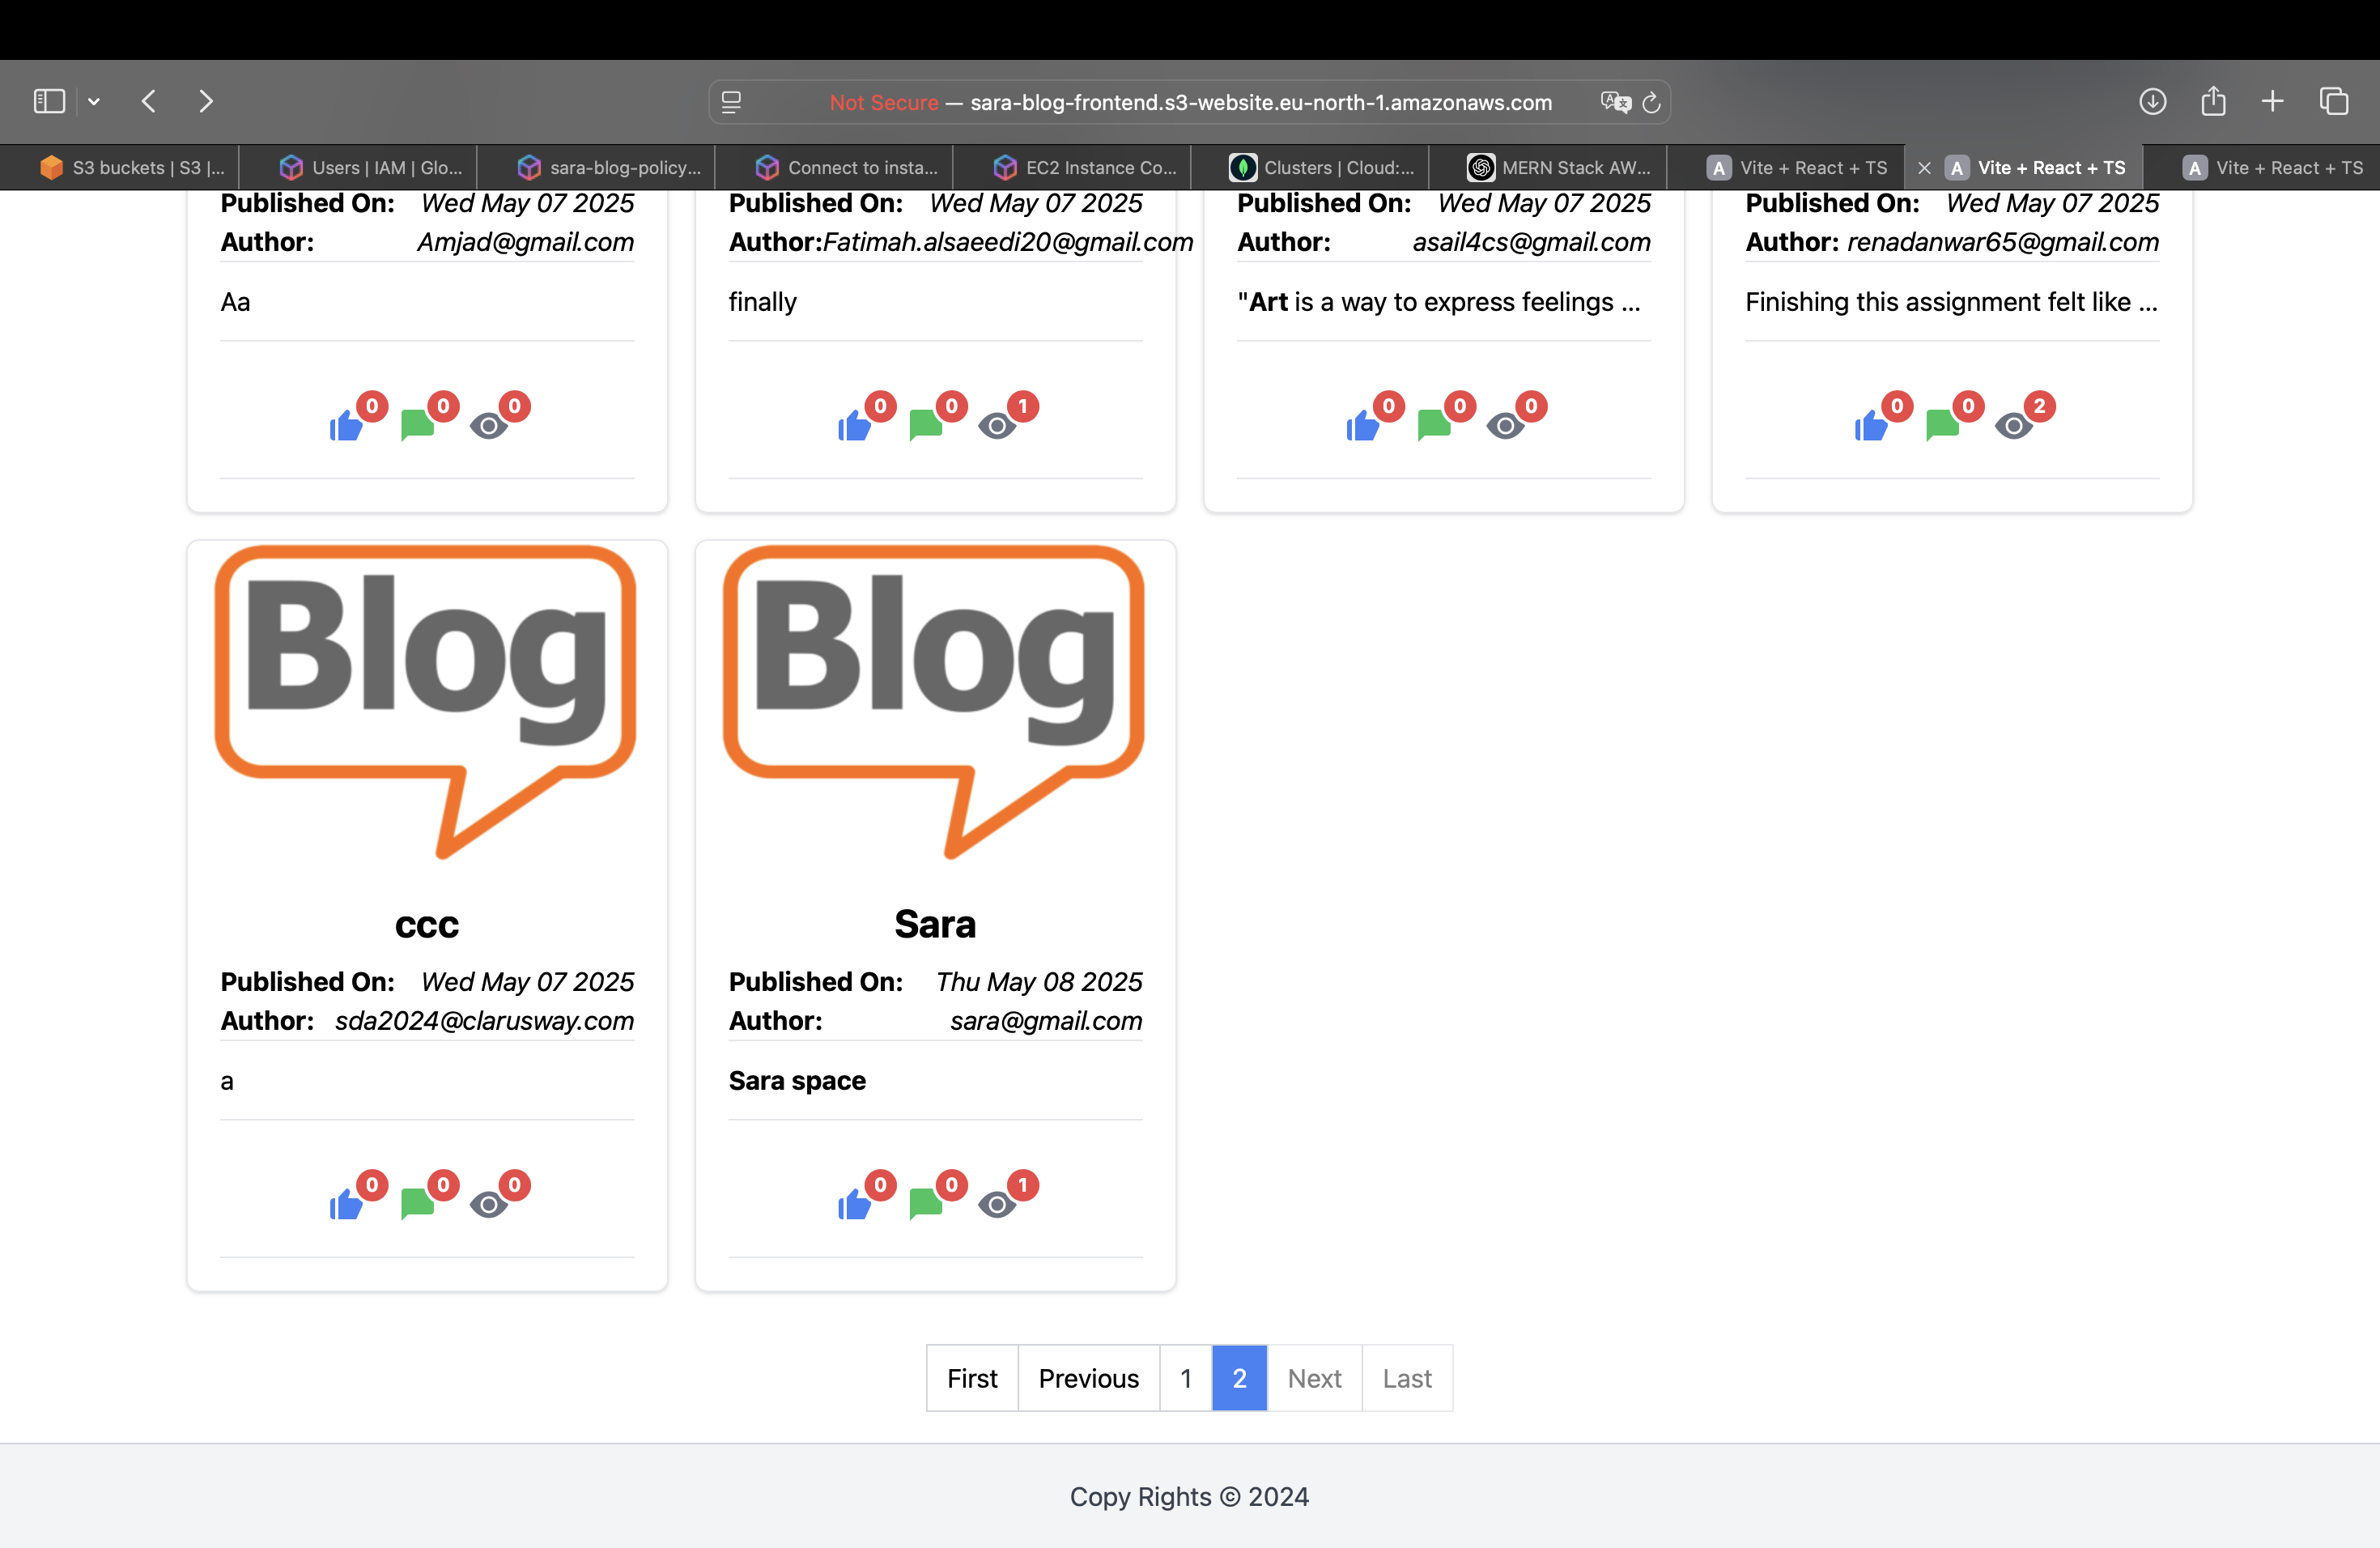 Not Secure — sara-blog-frontend.s3-website.eu-north-1.amazonaws.com
S3 buckets | S3 |...
Users | IAM | Glo...
sara-blog-policy...
Connect to insta...
EC2 Instance Co...
Clusters | Cloud:...
MERN Stack AW...
A Vite + React + TS
A Vite + React + TS
A Vite + React + TS
Published On: Wed May 07 2025
Author: Amjad@gmail.com
Aa
0 0 0
Published On: Wed May 07 2025
Author:Fatimah.alsaeedi20@gmail.com
finally
0 0 1
Published On: Wed May 07 2025
Author: asail4cs@gmail.com
"Art is a way to express feelings ...
0 0 0
Published On: Wed May 07 2025
Author: renadanwar65@gmail.com
Finishing this assignment felt like ...
0 0 2
Blog
ccc
Published On: Wed May 07 2025
Author: sda2024@clarusway.com
a
0 0 0
Blog
Sara
Published On: Thu May 08 2025
Author: sara@gmail.com
Sara space
0 0 1
First Previous 1 2 Next Last
Copy Rights © 2024